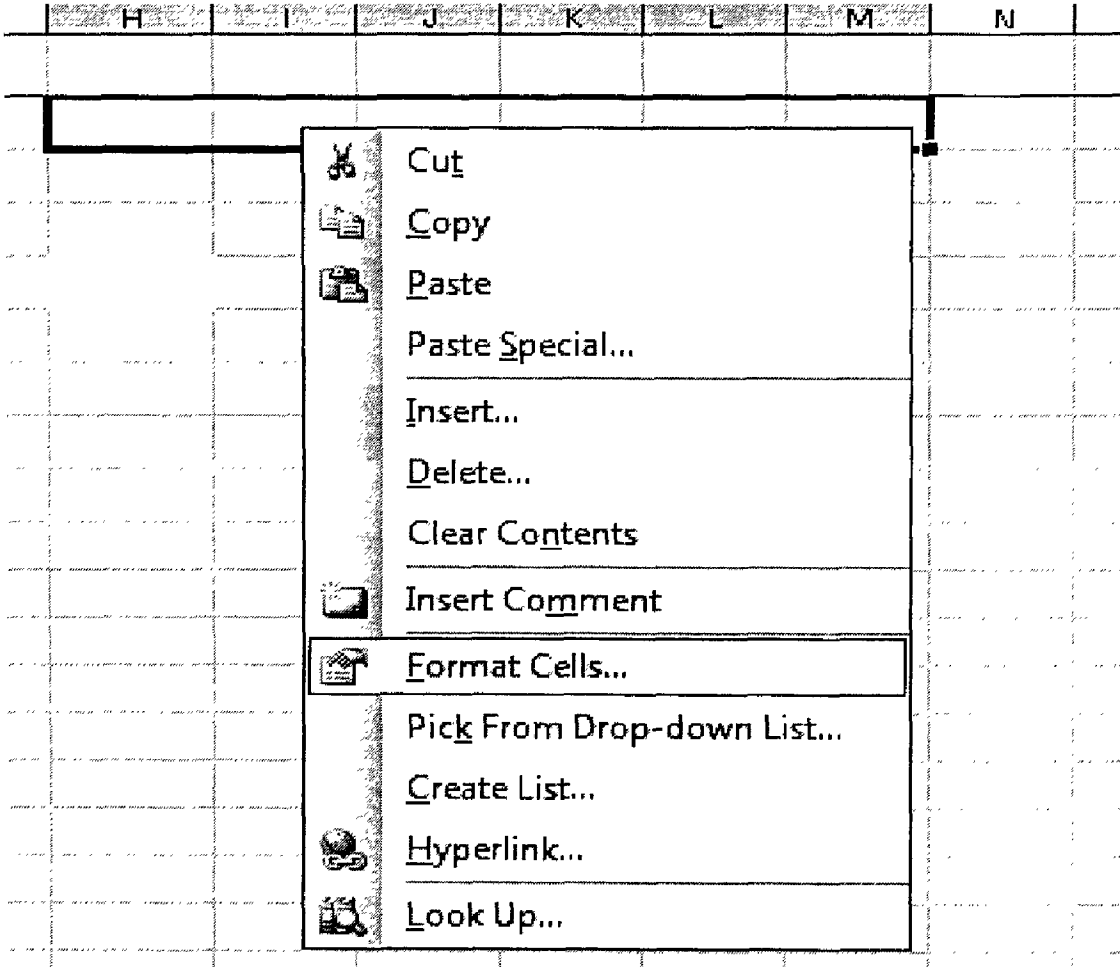 H I J K L M N
Cut
Copy
Paste
Paste Special...
Insert...
Delete...
Clear Contents
Insert Comment
Format Cells...
Pick From Drop-down List...
Create List...
Hyperlink...
Look Up...